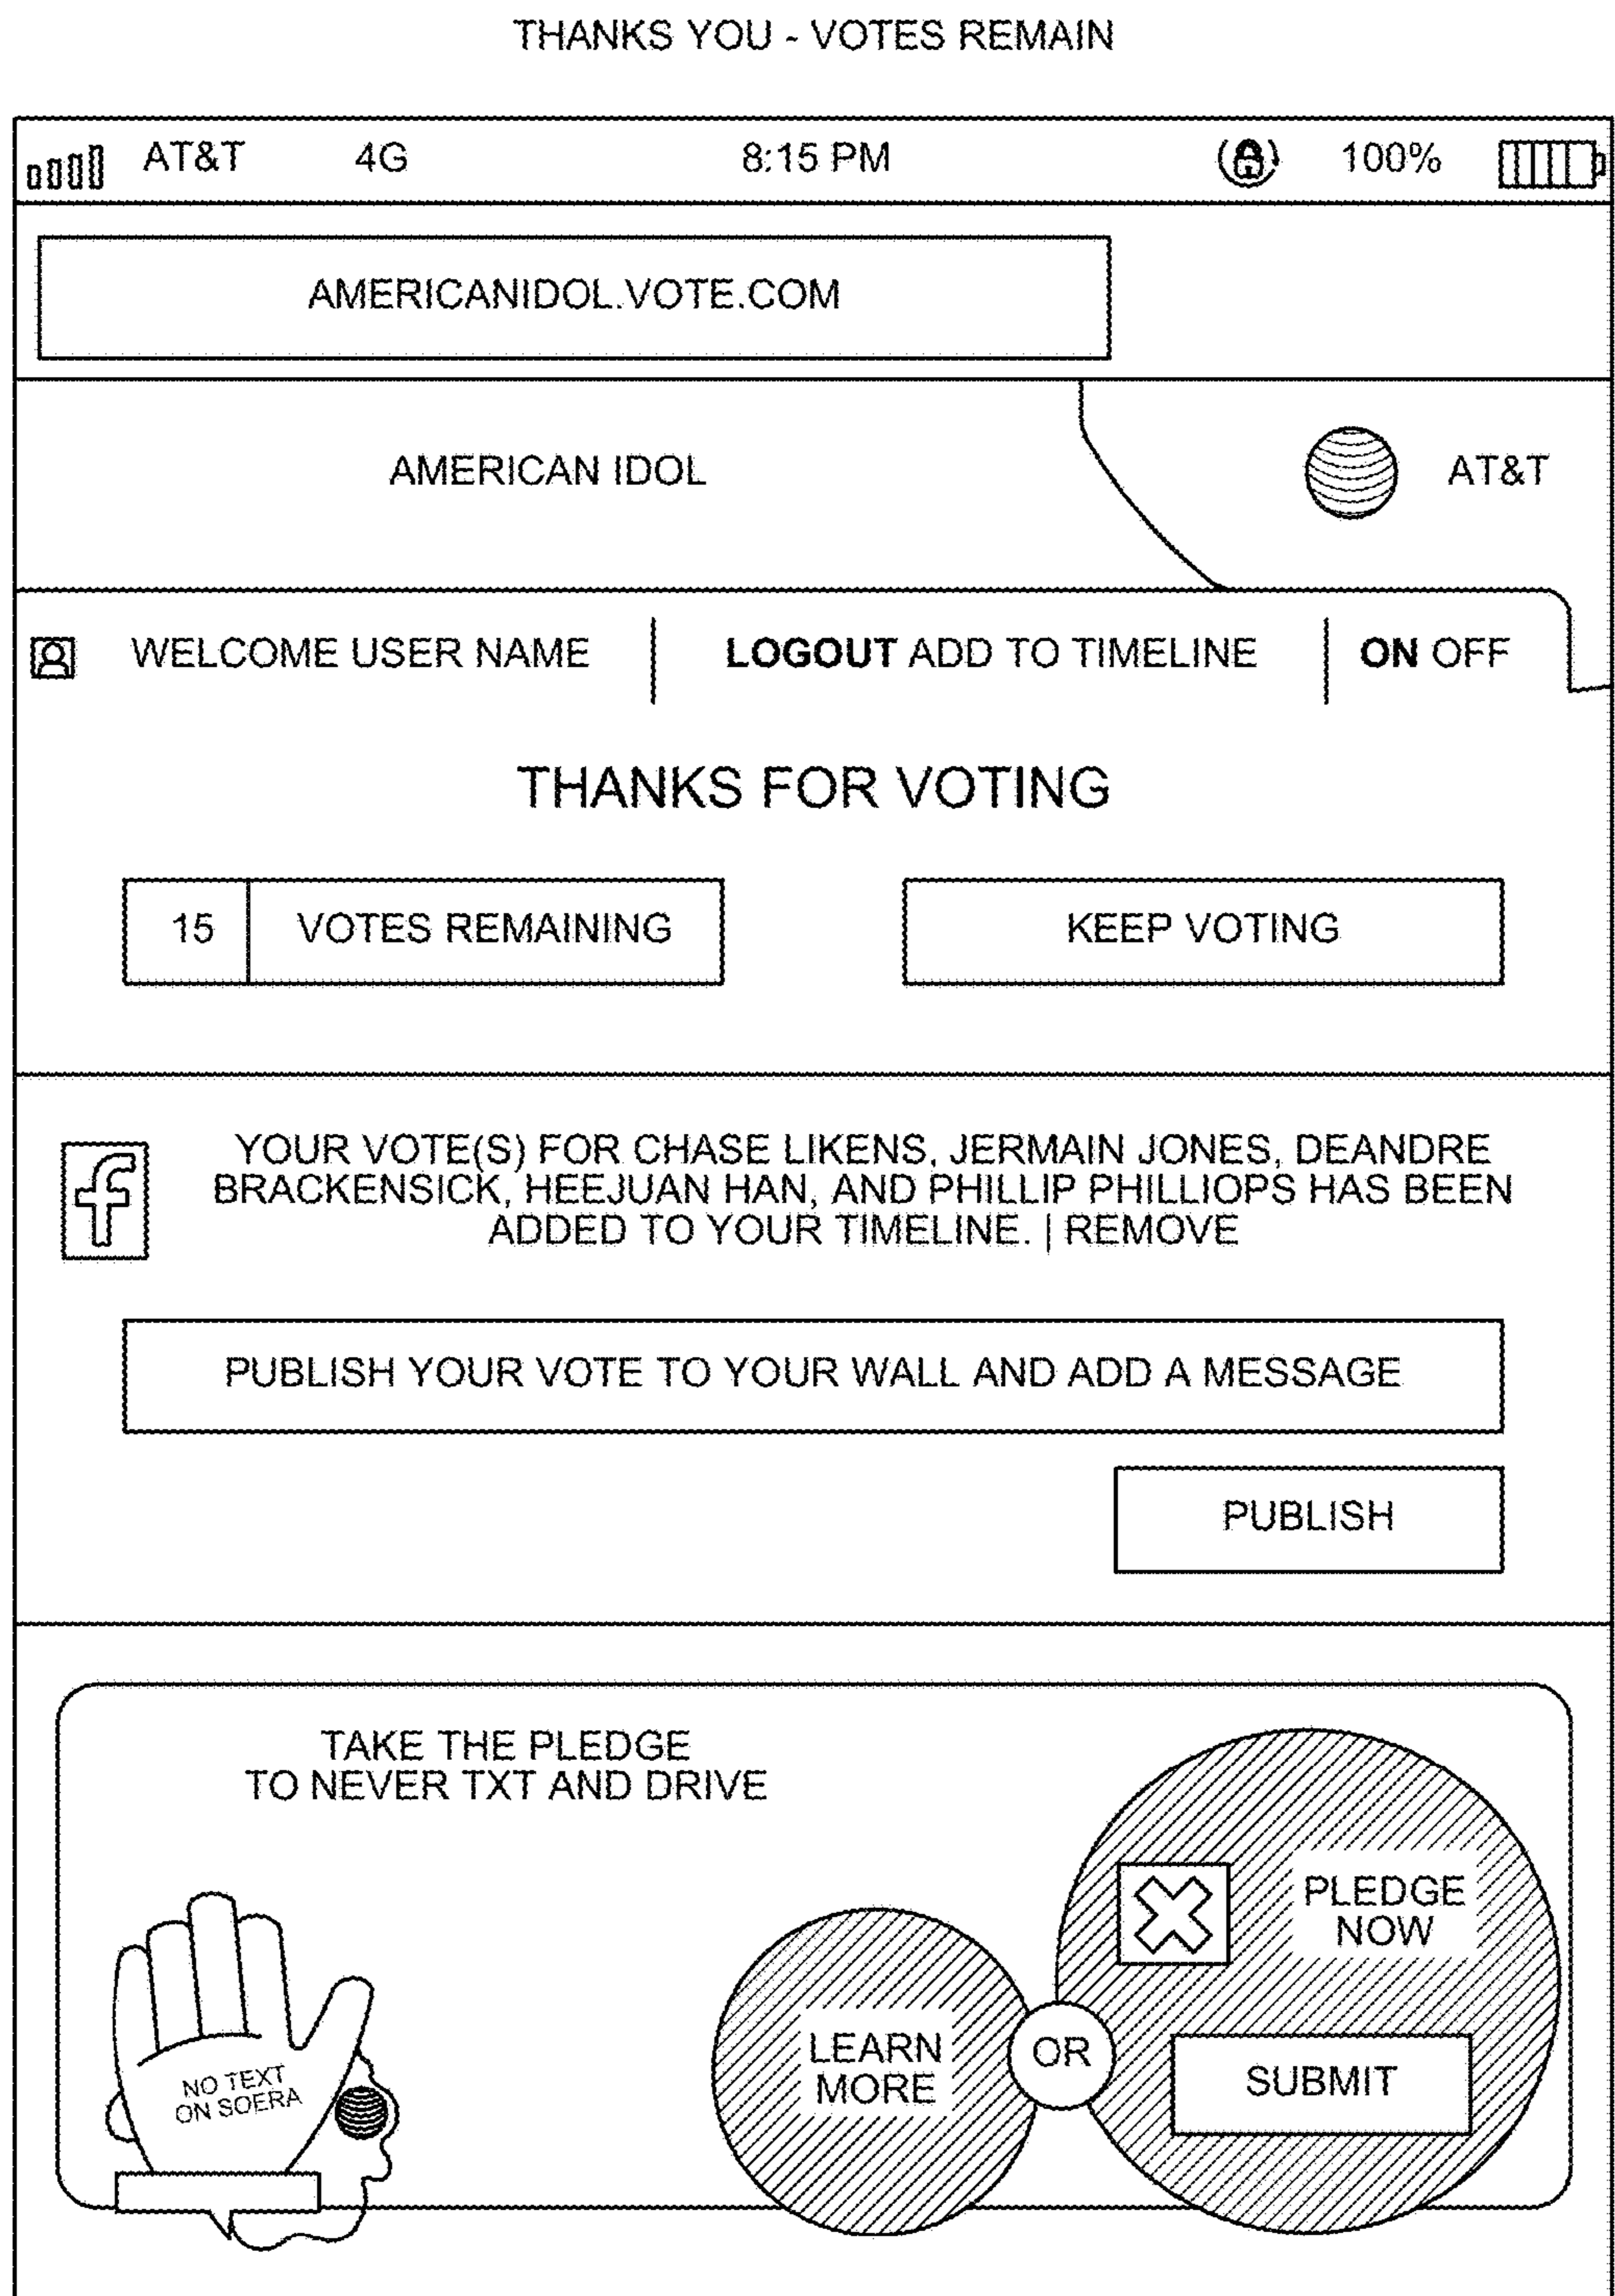 THANKS YOU - VOTES REMAIN
AT&T 4G 8:15 PM 100%
AMERICANIDOL.VOTE.COM
AMERICAN IDOL AT&T
WELCOME USER NAME | LOGOUT ADD TO TIMELINE | ON OFF
THANKS FOR VOTING
15 VOTES REMAINING KEEP VOTING
YOUR VOTE(S) FOR CHASE LIKENS, JERMAIN JONES, DEANDRE
BRACKENSICK, HEEJUAN HAN, AND PHILLIP PHILLIOPS HAS BEEN
ADDED TO YOUR TIMELINE. | REMOVE
PUBLISH YOUR VOTE TO YOUR WALL AND ADD A MESSAGE
PUBLISH
TAKE THE PLEDGE
TO NEVER TXT AND DRIVE
PLEDGE
NOW
LEARN
MORE
OR
SUBMIT
NO TEXT
ON SOERA